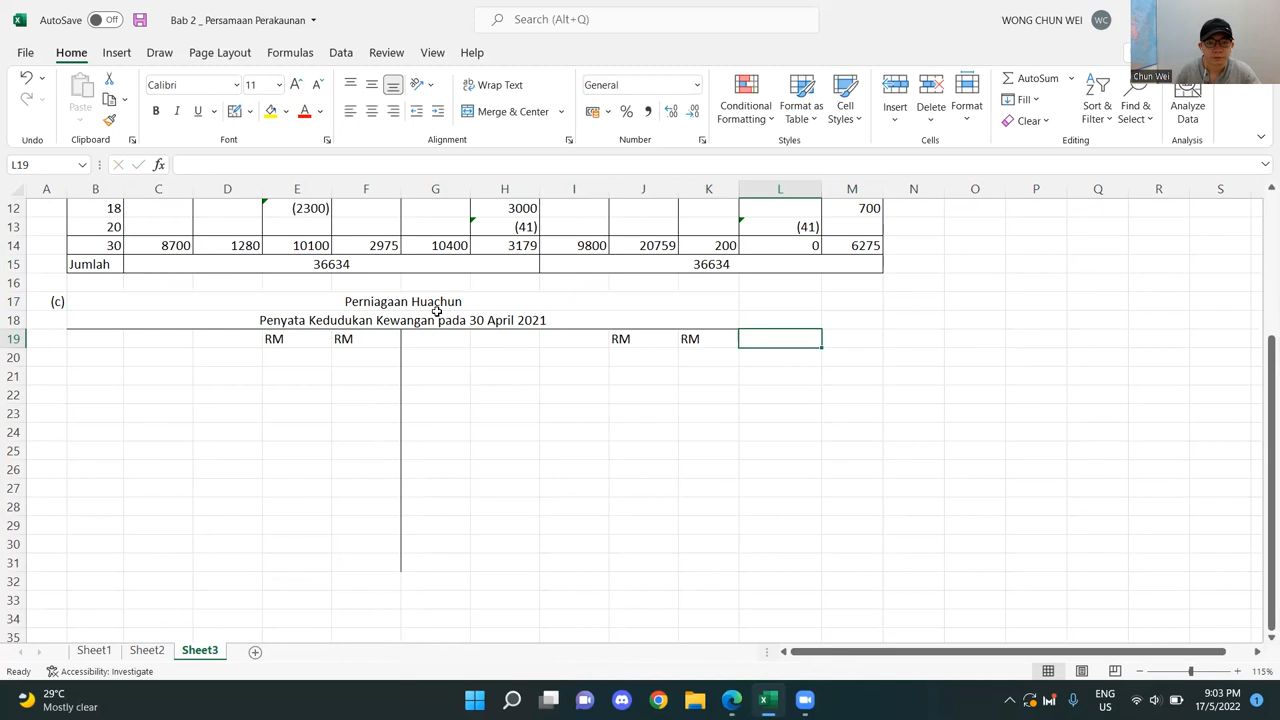 AutoSave Off Bab 2 _ Persamaan Perakaunan Search (Alt+Q) WONG CHUN WEI WC
Chun Wei
File Home Insert Draw Page Layout Formulas Data Review View Help
Paste Calibri 11 Wrap Text General Conditional Formatting Format as Table Cell Styles Insert Delete Format AutoSum Sort & Filter Find & Select Analyze Data
B I U A Merge & Center % Fill
Clear
Undo Clipboard Font Alignment Number Styles Cells Editing Analysis
L19 fx
A B C D E F G H I J K L M N O P Q R S
12 18 (2300) 3000 700
13 20 (41) (41)
14 30 8700 1280 10100 2975 10400 3179 9800 20759 200 0 6275
15 Jumlah 36634 36634
16
17 (c) Perniagaan Huachun
18 Penyata Kedudukan Kewangan pada 30 April 2021
19 RM RM RM RM
20
21
22
23
24
25
26
27
28
29
30
31
32
33
34
35
Sheet1 Sheet2 Sheet3
Ready Accessibility: Investigate 115%
29°C
Mostly clear
ENG
US
9:03 PM
17/5/2022
1